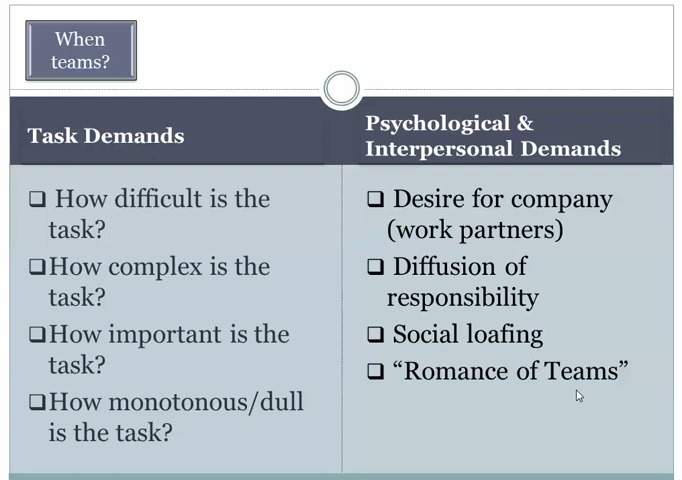 When
teams?
Task Demands
Psychological &
Interpersonal Demands
How difficult is the
task?
How complex is the
task?
How important is the
task?
How monotonous/dull
is the task?
Desire for company
(work partners)
Diffusion of
responsibility
Social loafing
“Romance of Teams”